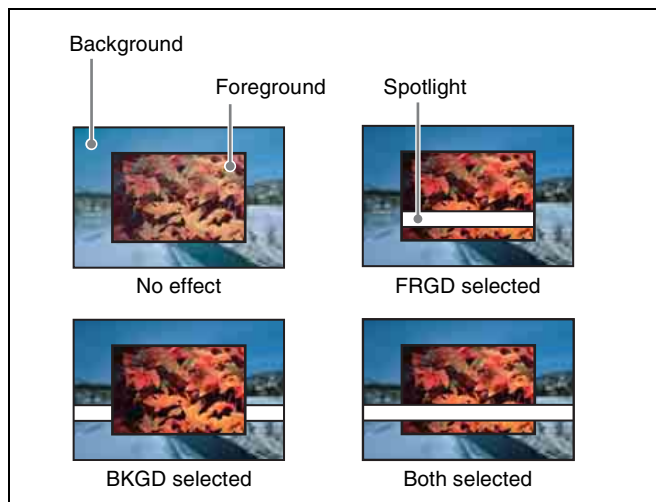 Background
Foreground
Spotlight
No effect
FRGD selected
BKGD selected
Both selected